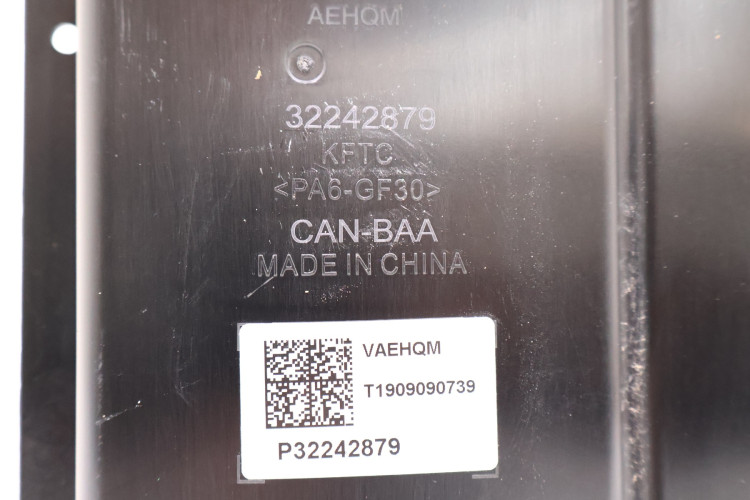 AEHQM
32242879
KFTC
<PA6-GF30>
CAN-BAA
MADE IN CHINA
VAEHQM
T1909090739
P32242879